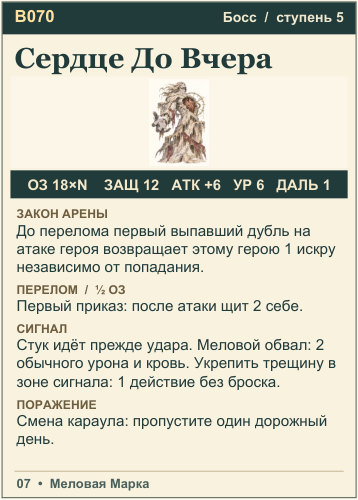 B070 Босс / ступень 5
Сердце До Вчера
ОЗ 18×N ЗАЩ 12 АТК +6 УР 6 ДАЛЬ 1
ЗАКОН АРЕНЫ
До перелома первый выпавший дубль на
атаке героя возвращает этому герою 1 искру
независимо от попадания.
ПЕРЕЛОМ / ½ ОЗ
Первый приказ: после атаки щит 2 себе.
СИГНАЛ
Стук идёт прежде удара. Меловой обвал: 2
обычного урона и кровь. Укрепить трещину в
зоне сигнала: 1 действие без броска.
ПОРАЖЕНИЕ
Смена караула: пропустите один дорожный
день.
07 • Меловая Марка